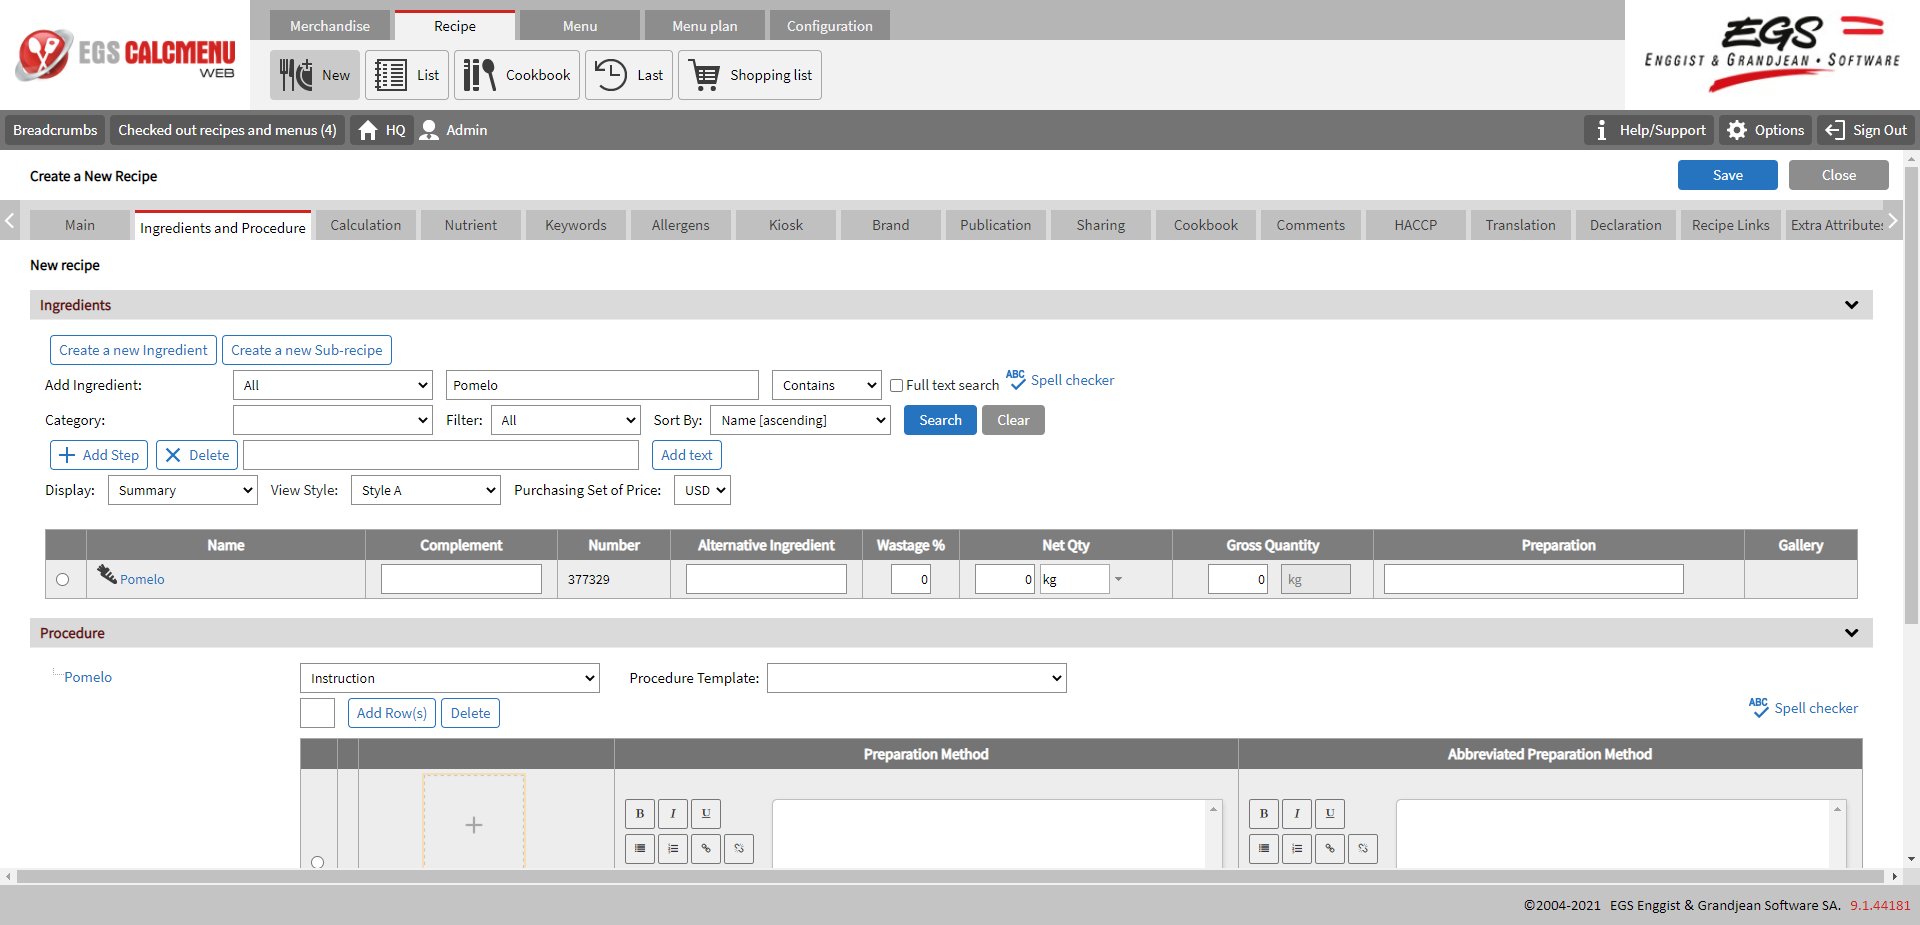 EGS CALCMENU
WEB
Merchandise Recipe Menu Menu plan Configuration
New List Cookbook Last Shopping list
EGS
ENGGIST & GRANDJEAN • SOFTWARE
Breadcrumbs Checked out recipes and menus (4) HQ Admin Help/Support Options Sign Out
Create a New Recipe Save Close
Main Ingredients and Procedure Calculation Nutrient Keywords Allergens Kiosk Brand Publication Sharing Cookbook Comments HACCP Translation Declaration Recipe Links Extra Attributes
New recipe
Ingredients
Create a new Ingredient Create a new Sub-recipe
Add Ingredient: All Pomelo Contains Full text search ABC Spell checker
Category: Filter: All Sort By: Name [ascending] Search Clear
Add Step Delete Add text
Display: Summary View Style: Style A Purchasing Set of Price: USD
Name Complement Number Alternative Ingredient Wastage % Net Qty Gross Quantity Preparation Gallery
Pomelo 377329 0 0 kg 0 kg
Procedure
Pomelo Instruction Procedure Template:
Add Row(s) Delete ABC Spell checker
Preparation Method Abbreviated Preparation Method
B I U B I U
©2004-2021 EGS Enggist & Grandjean Software SA. 9.1.44181